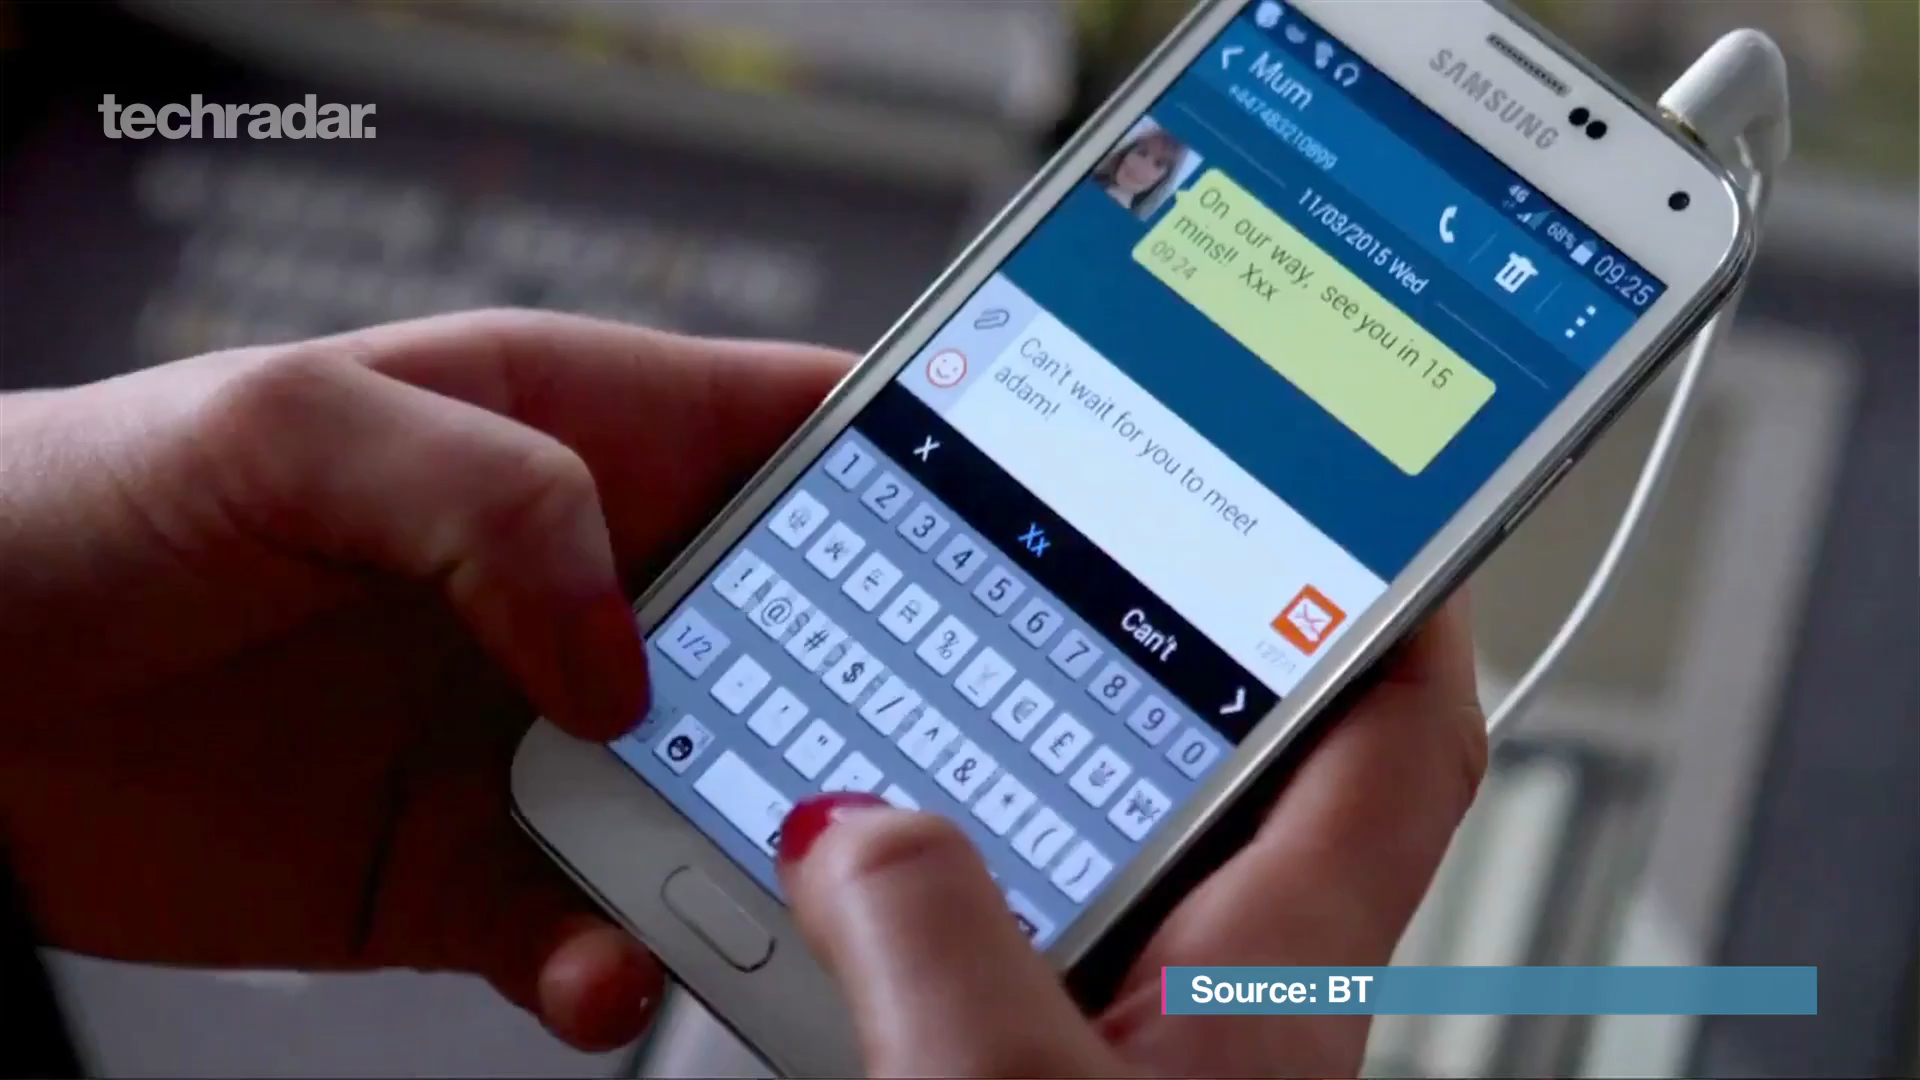 techradar.
SAMSUNG
4G
68%
09:25
Mum
+447483210899
11/03/2015 Wed
On our way, see you in 15
mins!! Xxx
09:24
Can't wait for you to meet
adam!
X
Xx
Can't
1 2 3 4 5 6 7 8 9 0
! @ # $ / ^ & * ( )
1/2
Source: BT